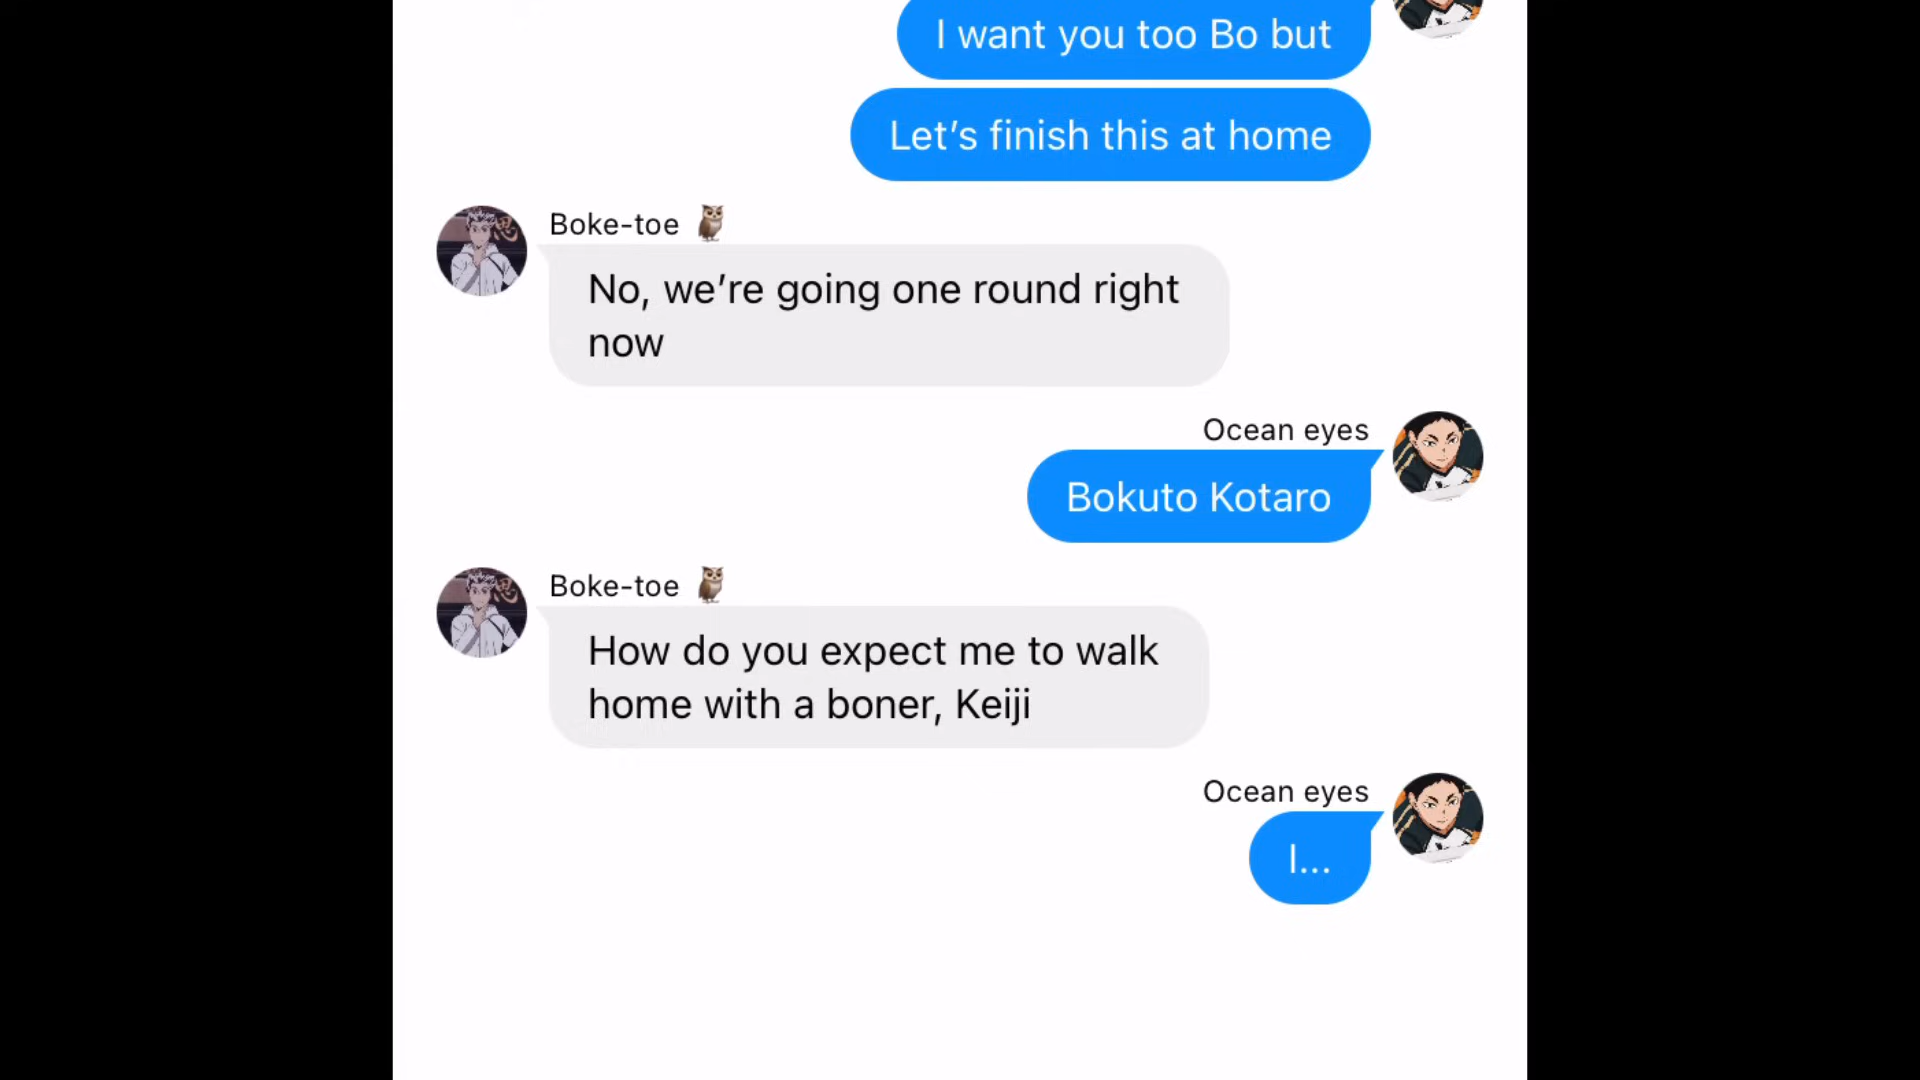 I want you too Bo but
Let’s finish this at home
Boke-toe 🦉
No, we’re going one round right
now
Ocean eyes
Bokuto Kotaro
Boke-toe 🦉
How do you expect me to walk
home with a boner, Keiji
Ocean eyes
I...